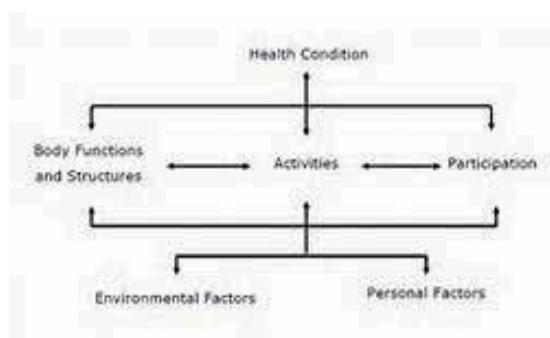 Health Condition
Body Functions
and Structures
Activities
Participation
Environmental Factors
Personal Factors